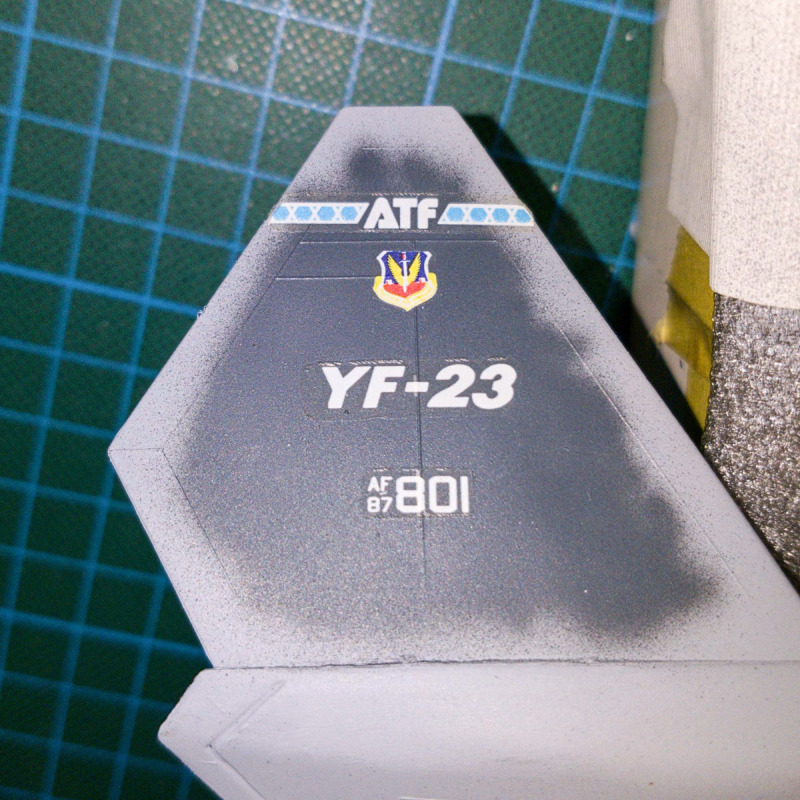 ATF
YF-23
AF
87 801